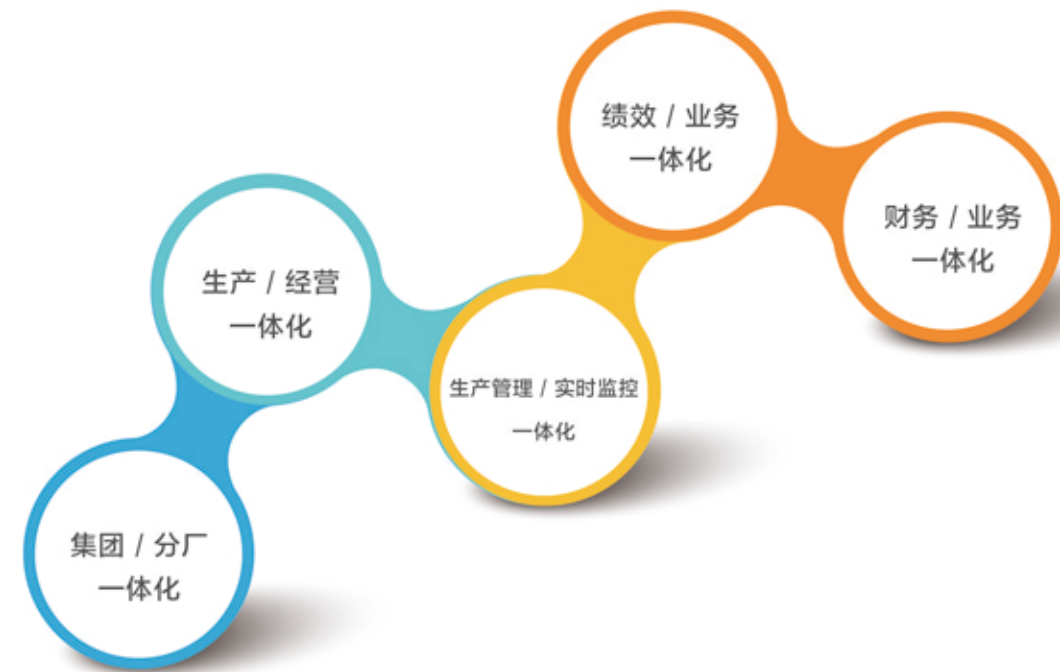 绩效 / 业务
一体化
财务 / 业务
一体化
生产 / 经营
一体化
生产管理 / 实时监控
一体化
集团 / 分厂
一体化